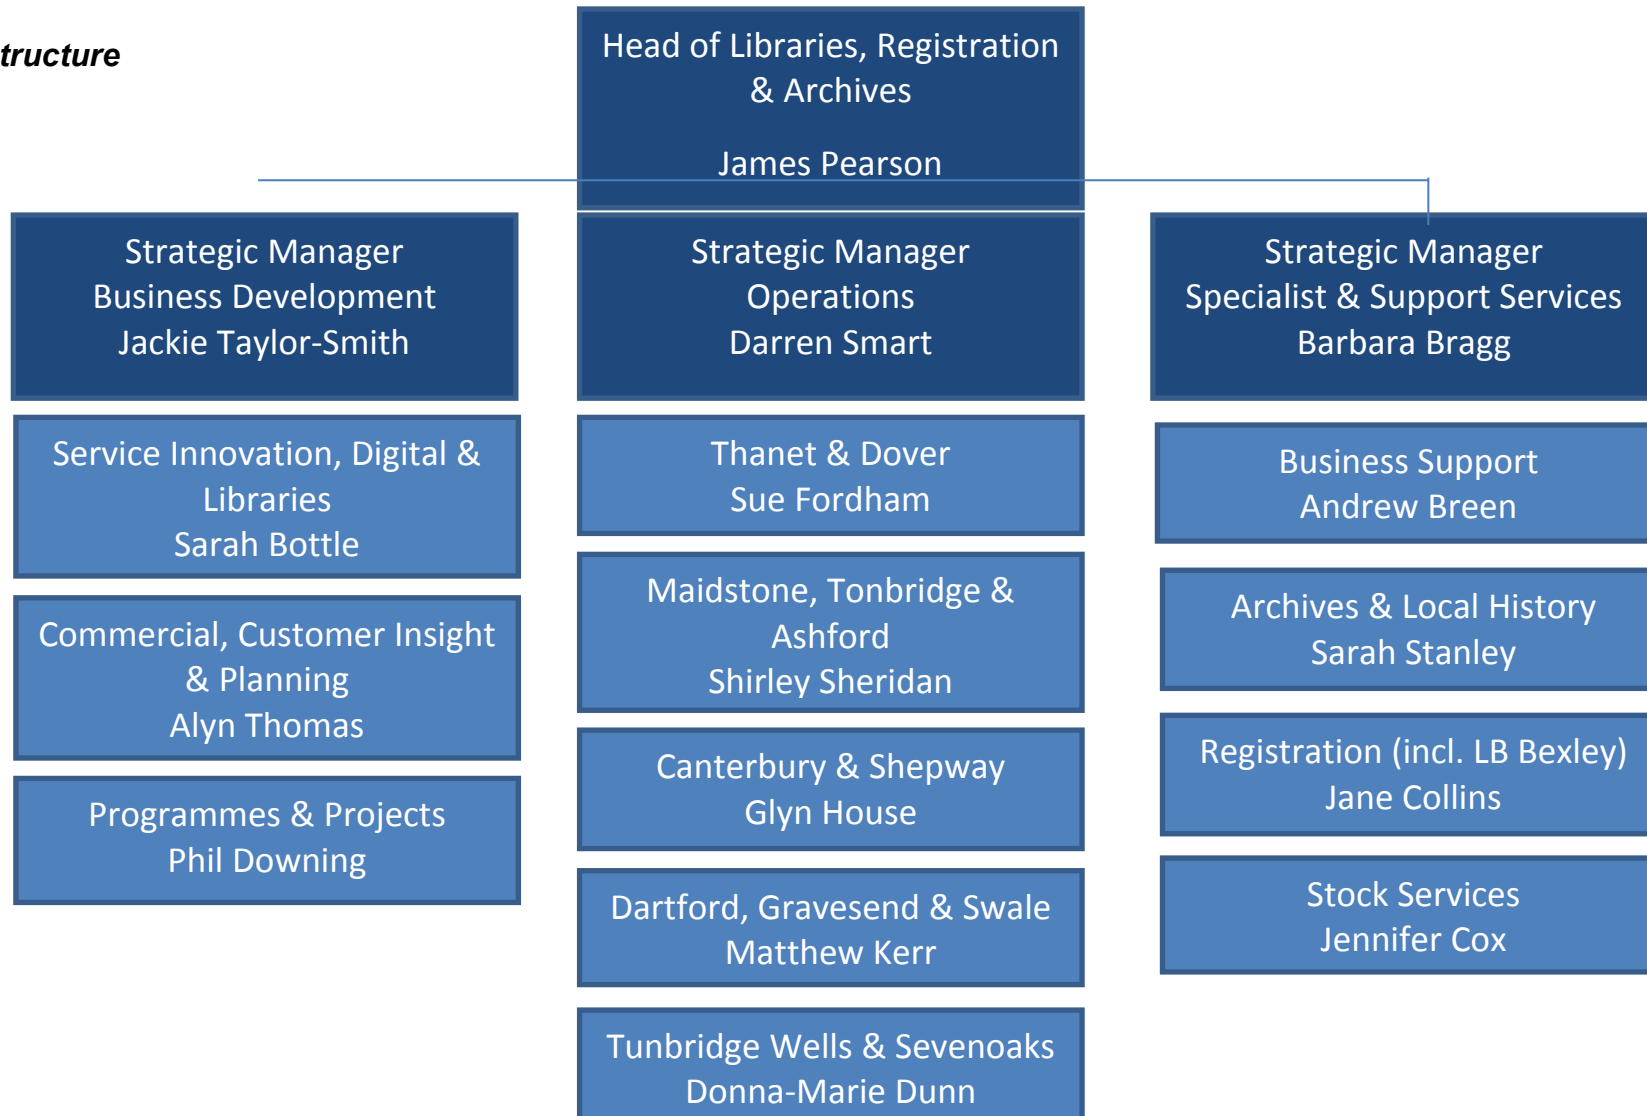 tructure
Head of Libraries, Registration
& Archives
James Pearson
Strategic Manager
Business Development
Jackie Taylor-Smith
Strategic Manager
Operations
Darren Smart
Strategic Manager
Specialist & Support Services
Barbara Bragg
Service Innovation, Digital &
Libraries
Sarah Bottle
Commercial, Customer Insight
& Planning
Alyn Thomas
Programmes & Projects
Phil Downing
Thanet & Dover
Sue Fordham
Maidstone, Tonbridge &
Ashford
Shirley Sheridan
Canterbury & Shepway
Glyn House
Dartford, Gravesend & Swale
Matthew Kerr
Tunbridge Wells & Sevenoaks
Donna-Marie Dunn
Business Support
Andrew Breen
Archives & Local History
Sarah Stanley
Registration (incl. LB Bexley)
Jane Collins
Stock Services
Jennifer Cox